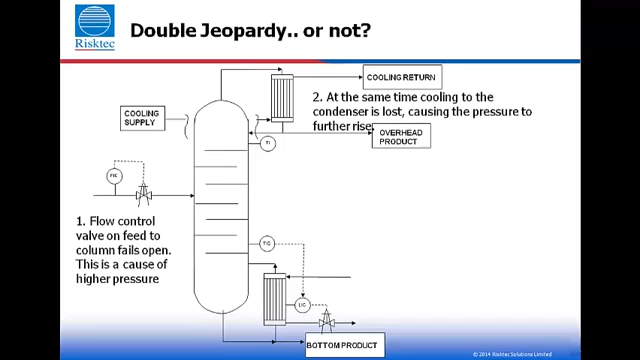 Risktec
Double Jeopardy.. or not?
COOLING RETURN
2. At the same time cooling to the
condenser is lost, causing the pressure to
further rise.
COOLING
SUPPLY
OVERHEAD
PRODUCT
TI
FIC
1. Flow control
valve on feed to
column fails open.
This is a cause of
higher pressure
TIC
LIC
BOTTOM PRODUCT
© 2014 Risktec Solutions Limited